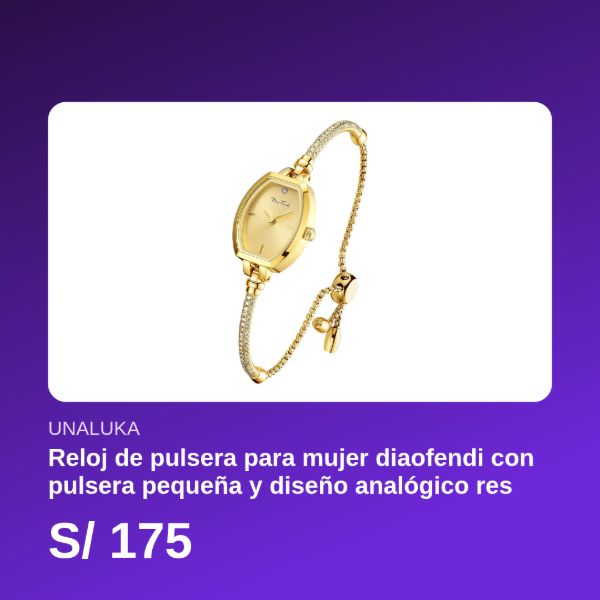 UNALUKA
Reloj de pulsera para mujer diaofendi con
pulsera pequeña y diseño analógico res
S/ 175